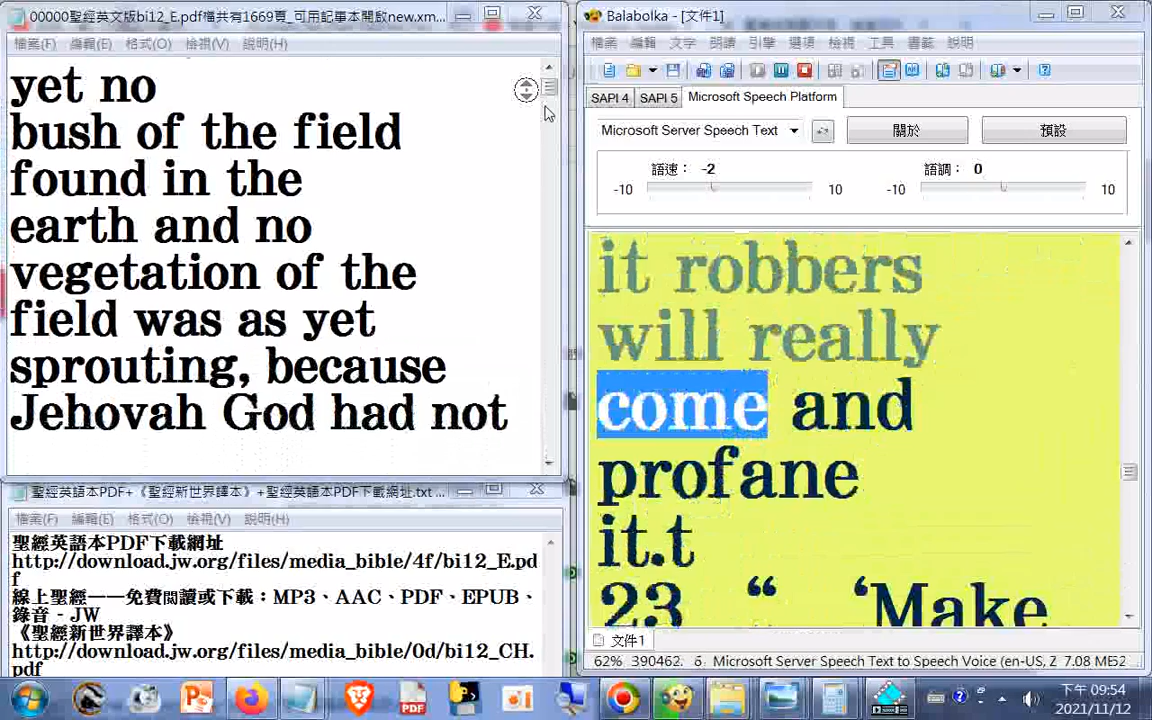 00000聖經英文版bi12_E.pdf檔共有1669頁_可用記事本開啟new.xm...
檔案(F) 編輯(E) 格式(O) 檢視(V) 說明(H)
yet no
bush of the field
found in the
earth and no
vegetation of the
field was as yet
sprouting, because
Jehovah God had not
聖經英語本PDF+《聖經新世界譯本》+聖經英語本PDF下載網址.txt ...
檔案(F) 編輯(E) 格式(O) 檢視(V) 說明(H)
聖經英語本PDF下載網址
http://download.jw.org/files/media_bible/4f/bi12_E.pd
f
線上聖經——免費閱讀或下載：MP3、AAC、PDF、EPUB、
錄音 - JW
《聖經新世界譯本》
http://download.jw.org/files/media_bible/0d/bi12_CH.
pdf
Balabolka - [文件1]
檔案 編輯 文字 朗讀 引擎 選項 檢視 工具 書籤 說明
SAPI 4 SAPI 5 Microsoft Speech Platform
Microsoft Server Speech Text 關於 預設
語速： -2 語調： 0
-10 10 -10 10
it robbers
will really
come and
profane
it.t
23 “ ‘Make
文件1
62% 390462. 6 Microsoft Server Speech Text to Speech Voice (en-US, Z 7.08 ME52
PDF
下午 09:54
2021/11/12